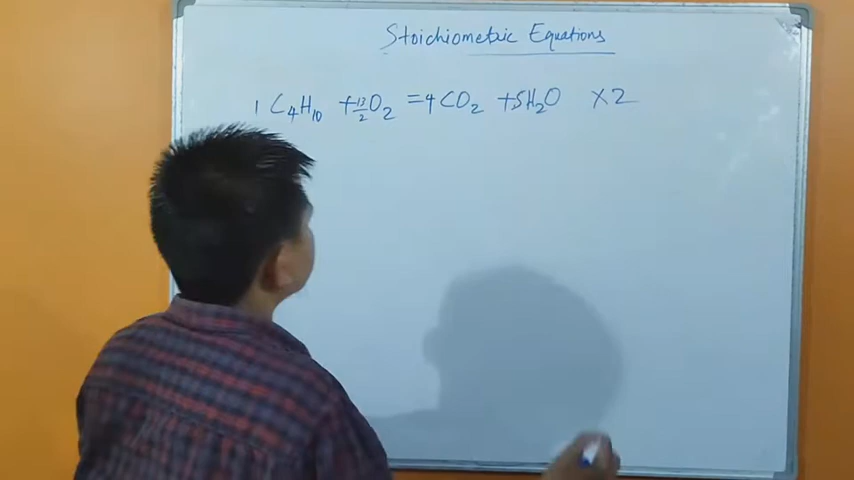 Stoichiometric Equations
1 C₄H₁₀ + 13/2 O₂ = 4 CO₂ + 5H₂O ×2